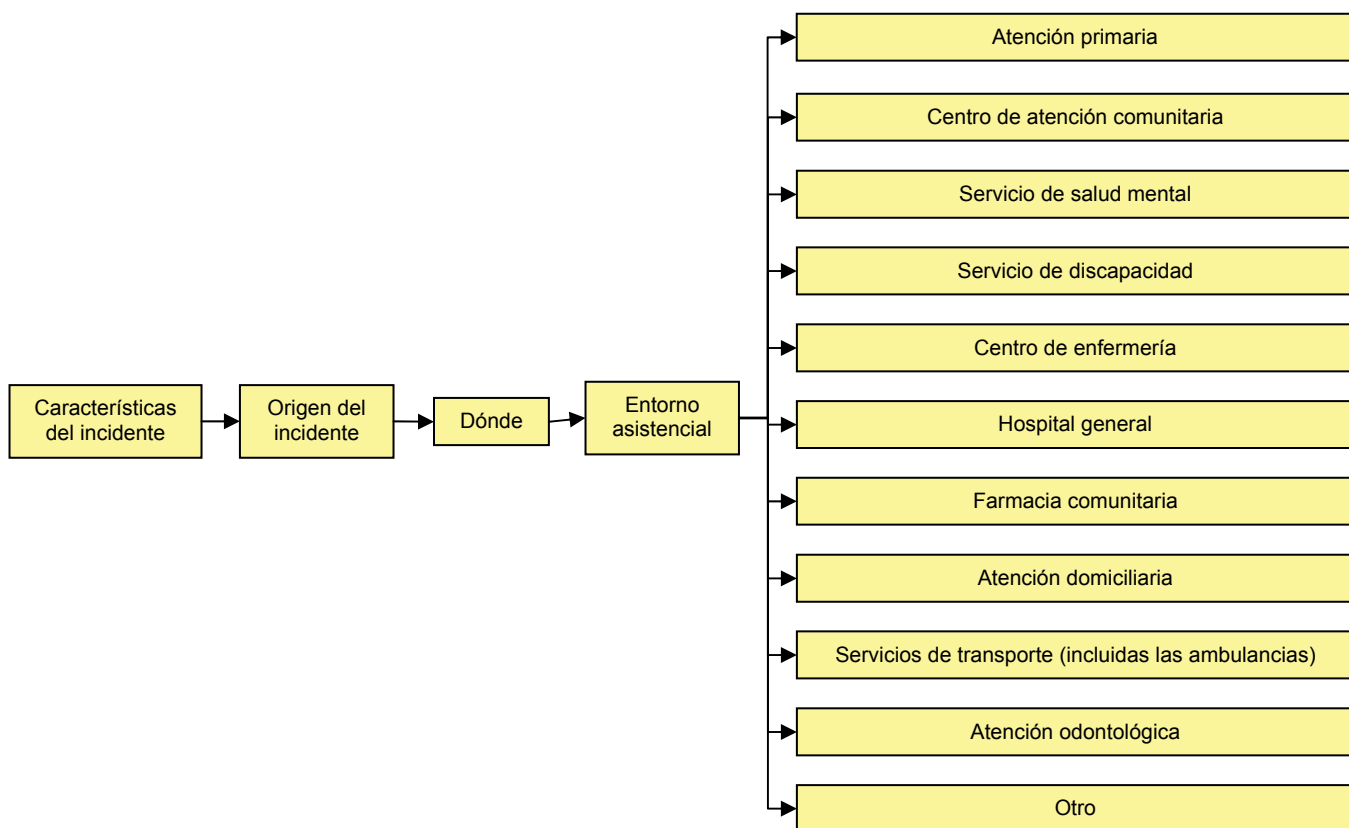 Atención primaria
Centro de atención comunitaria
Servicio de salud mental
Servicio de discapacidad
Centro de enfermería
Características
del incidente
Origen del
incidente
Dónde
Entorno
asistencial
Hospital general
Farmacia comunitaria
Atención domiciliaria
Servicios de transporte (incluidas las ambulancias)
Atención odontológica
Otro